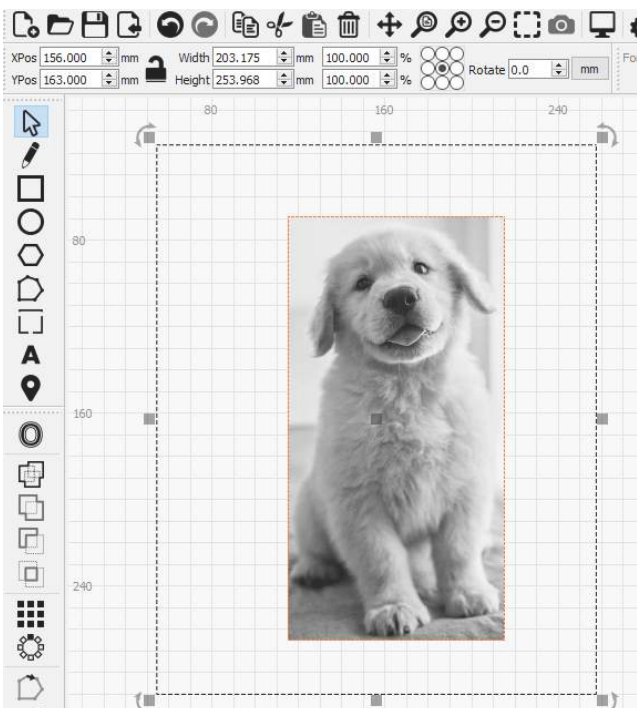 XPos 156.000 mm Width 203.175 mm 100.000 %
YPos 163.000 mm Height 253.968 mm 100.000 %
Rotate 0.0 mm
Fo
80 160 240
80
A
160
240